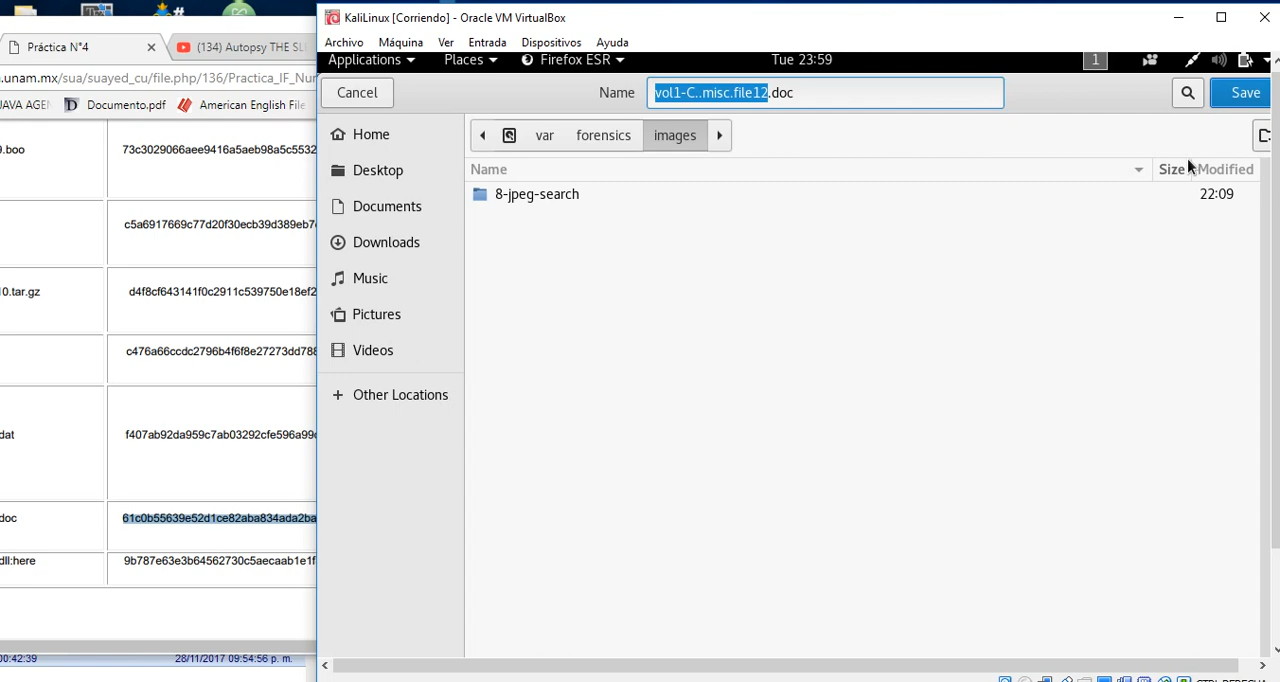 KaliLinux [Corriendo] - Oracle VM VirtualBox
Archivo Máquina Ver Entrada Dispositivos Ayuda
Applications Places Firefox ESR Tue 23:59 1
Cancel Name vol1-C..misc.file12.doc Save
var forensics images
Name Size Modified
8-jpeg-search 22:09
Home
Desktop
Documents
Downloads
Music
Pictures
Videos
+ Other Locations
Práctica N°4 (134) Autopsy THE SL
.unam.mx/sua/suayed_cu/file.php/136/Practica_IF_Nu
JAVA AGE Documento.pdf American English File
9.boo 73c3029066aee9416a5aeb98a5c5532
c5a6917669c77d20f30ecb39d389eb7
10.tar.gz d4f8cf643141f0c2911c539750e18ef2
c476a66ccdc2796b4f6f8e27273dd788
dat f407ab92da959c7ab03292cfe596a99
doc 61c0b55639e52d1ce82aba834ada2ba
dll:here 9b787e63e3b64562730c5aecaab1e1f
00:42:39 28/11/2017 09:54:56 p. m.